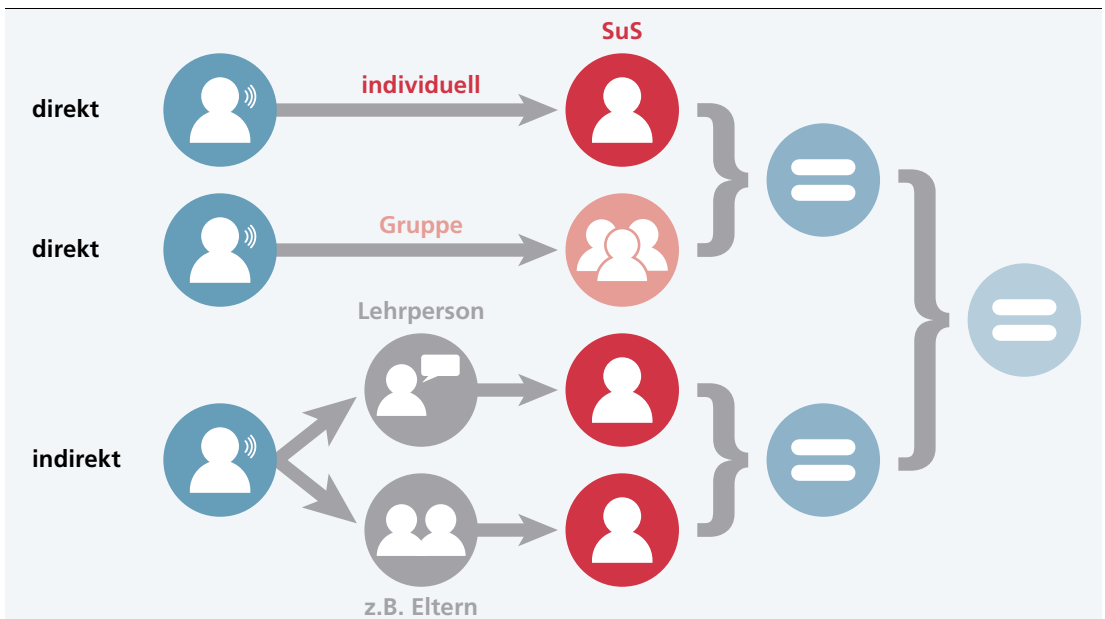 SuS
individuell
direkt
Gruppe
direkt
Lehrperson
indirekt
z.B. Eltern